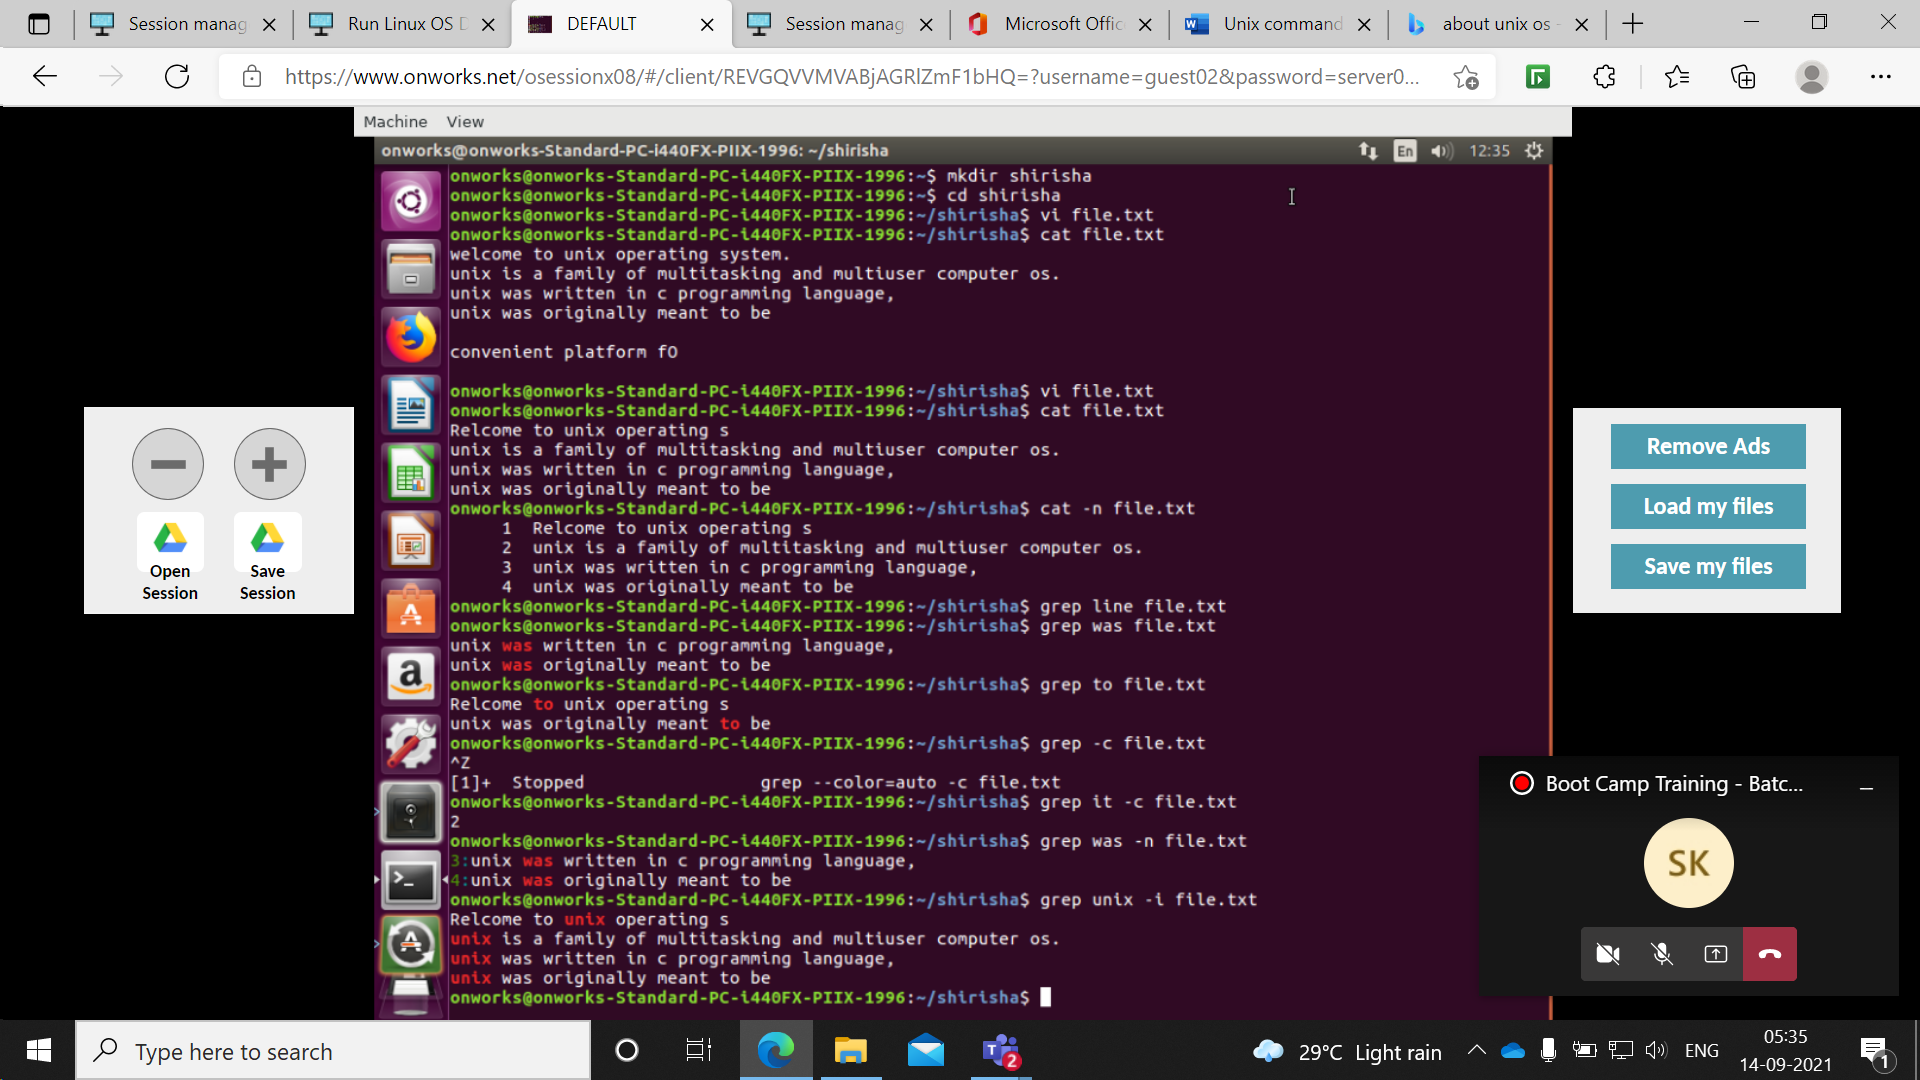 Session manag
Run Linux OS D
DEFAULT
Session manag
Microsoft Offic
Unix command
about unix os -
https://www.onworks.net/osessionx08/#/client/REVGQVVMVABjAGRlZmF1bHQ=?username=guest02&password=server0...
Machine View
onworks@onworks-Standard-PC-i440FX-PIIX-1996: ~/shirisha
En
12:35
onworks@onworks-Standard-PC-i440FX-PIIX-1996:~$ mkdir shirisha
onworks@onworks-Standard-PC-i440FX-PIIX-1996:~$ cd shirisha
onworks@onworks-Standard-PC-i440FX-PIIX-1996:~/shirisha$ vi file.txt
onworks@onworks-Standard-PC-i440FX-PIIX-1996:~/shirisha$ cat file.txt
welcome to unix operating system.
unix is a family of multitasking and multiuser computer os.
unix was written in c programming language,
unix was originally meant to be
convenient platform fO
onworks@onworks-Standard-PC-i440FX-PIIX-1996:~/shirisha$ vi file.txt
onworks@onworks-Standard-PC-i440FX-PIIX-1996:~/shirisha$ cat file.txt
Relcome to unix operating s
unix is a family of multitasking and multiuser computer os.
unix was written in c programming language,
unix was originally meant to be
onworks@onworks-Standard-PC-i440FX-PIIX-1996:~/shirisha$ cat -n file.txt
1 Relcome to unix operating s
2 unix is a family of multitasking and multiuser computer os.
3 unix was written in c programming language,
4 unix was originally meant to be
onworks@onworks-Standard-PC-i440FX-PIIX-1996:~/shirisha$ grep line file.txt
onworks@onworks-Standard-PC-i440FX-PIIX-1996:~/shirisha$ grep was file.txt
unix was written in c programming language,
unix was originally meant to be
onworks@onworks-Standard-PC-i440FX-PIIX-1996:~/shirisha$ grep to file.txt
Relcome to unix operating s
unix was originally meant to be
onworks@onworks-Standard-PC-i440FX-PIIX-1996:~/shirisha$ grep -c file.txt
^Z
[1]+ Stopped grep --color=auto -c file.txt
onworks@onworks-Standard-PC-i440FX-PIIX-1996:~/shirisha$ grep it -c file.txt
2
onworks@onworks-Standard-PC-i440FX-PIIX-1996:~/shirisha$ grep was -n file.txt
3:unix was written in c programming language,
4:unix was originally meant to be
onworks@onworks-Standard-PC-i440FX-PIIX-1996:~/shirisha$ grep unix -i file.txt
Relcome to unix operating s
unix is a family of multitasking and multiuser computer os.
unix was written in c programming language,
unix was originally meant to be
onworks@onworks-Standard-PC-i440FX-PIIX-1996:~/shirisha$
Open Session
Save Session
Remove Ads
Load my files
Save my files
Boot Camp Training - Batc...
SK
Type here to search
2
29°C Light rain
ENG
05:35
14-09-2021
1